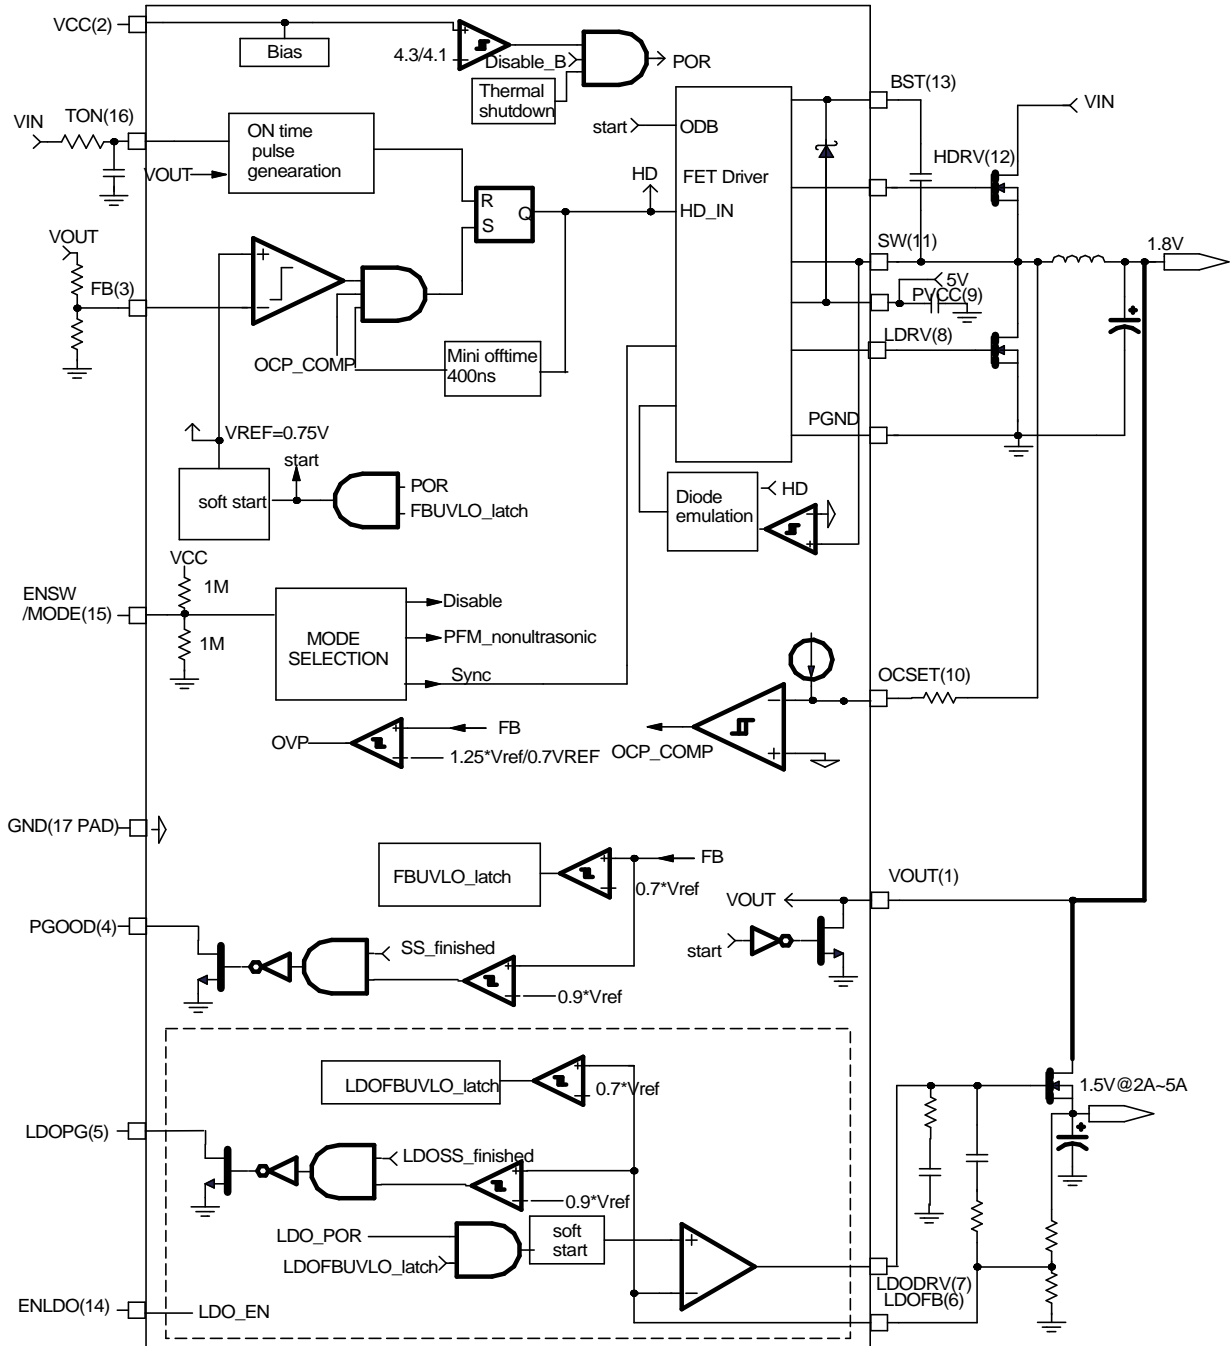 VCC(2)
Bias
4.3/4.1
Disable_B
POR
Thermal
shutdown
BST(13)
VIN
VIN
TON(16)
ON time
pulse
genearation
VOUT
start
ODB
HDRV(12)
FET Driver
HD
R
S
Q
HD_IN
SW(11)
1.8V
VOUT
FB(3)
5V
PVCC(9)
OCP_COMP
Mini offtime
400ns
LDRV(8)
PGND
VREF=0.75V
start
soft start
POR
FBUVLO_latch
HD
Diode
emulation
VCC
1M
ENSW
/MODE(15)
1M
MODE
SELECTION
Disable
PFM_nonultrasonic
Sync
OCSET(10)
OVP
FB
1.25*Vref/0.7VREF
OCP_COMP
GND(17 PAD)
FBUVLO_latch
FB
0.7*Vref
VOUT
VOUT(1)
PGOOD(4)
SS_finished
0.9*Vref
start
LDOFBUVLO_latch
0.7*Vref
1.5V@2A~5A
LDOPG(5)
LDOSS_finished
0.9*Vref
LDO_POR
LDOFBUVLO_latch
soft
start
LDODRV(7)
LDOFB(6)
ENLDO(14)
LDO_EN